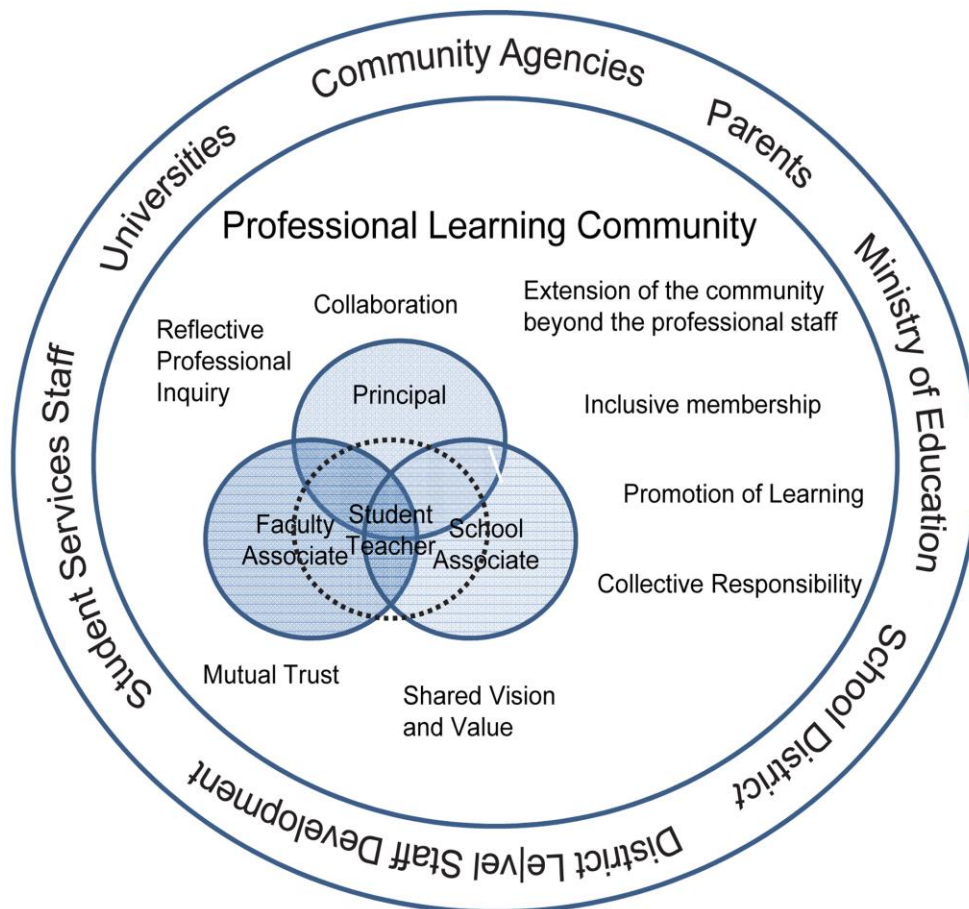 Community Agencies
Parents
Ministry of Education
School District
District Le|vel Staff Development
Student Services Staff
Universities
Professional Learning Community
Collaboration
Extension of the community
beyond the professional staff
Reflective
Professional
Inquiry
Principal
Inclusive membership
Promotion of Learning
Faculty
Associate
Student
Teacher
School
Associate
Collective Responsibility
Mutual Trust
Shared Vision
and Value